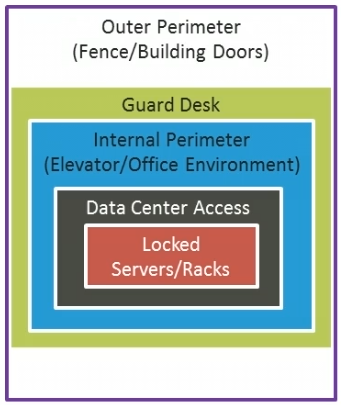 Outer Perimeter
(Fence/Building Doors)
Guard Desk
Internal Perimeter
(Elevator/Office Environment)
Data Center Access
Locked
Servers/Racks